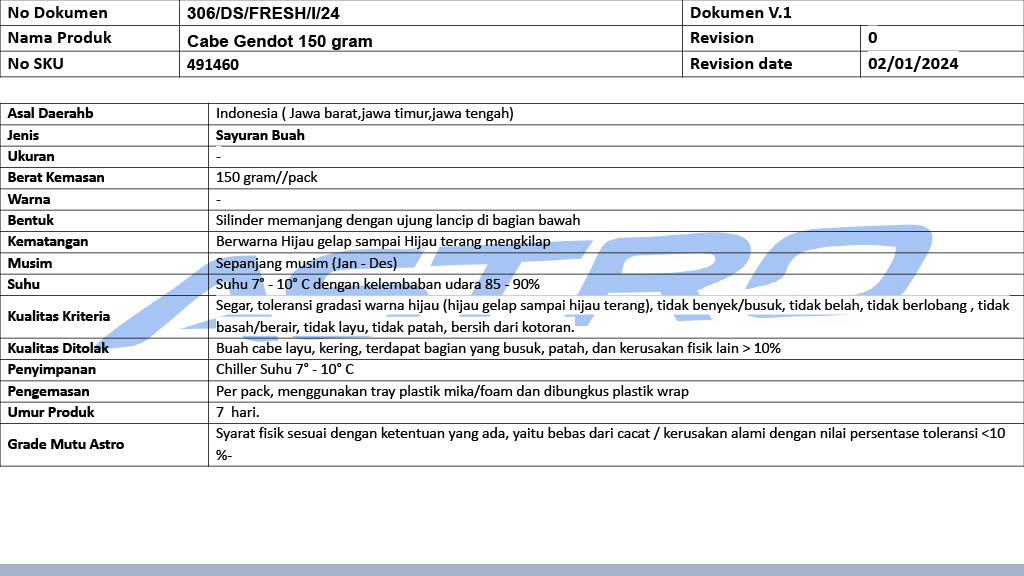 No Dokumen 306/DS/FRESH/I/24 Dokumen V.1
Nama Produk Cabe Gendot 150 gram Revision 0
No SKU 491460 Revision date 02/01/2024
Asal Daerahb Indonesia ( Jawa barat,jawa timur,jawa tengah)
Jenis Sayuran Buah
Ukuran -
Berat Kemasan 150 gram//pack
Warna -
Bentuk Silinder memanjang dengan ujung lancip di bagian bawah
Kematangan Berwarna Hijau gelap sampai Hijau terang mengkilap
Musim Sepanjang musim (Jan - Des)
Suhu Suhu 7° - 10° C dengan kelembaban udara 85 - 90%
Kualitas Kriteria Segar, toleransi gradasi warna hijau (hijau gelap sampai hijau terang), tidak benyek/busuk, tidak belah, tidak berlobang , tidak
basah/berair, tidak layu, tidak patah, bersih dari kotoran.
Kualitas Ditolak Buah cabe layu, kering, terdapat bagian yang busuk, patah, dan kerusakan fisik lain > 10%
Penyimpanan Chiller Suhu 7° - 10° C
Pengemasan Per pack, menggunakan tray plastik mika/foam dan dibungkus plastik wrap
Umur Produk 7 hari.
Grade Mutu Astro Syarat fisik sesuai dengan ketentuan yang ada, yaitu bebas dari cacat / kerusakan alami dengan nilai persentase toleransi <10
%-
ASTRO